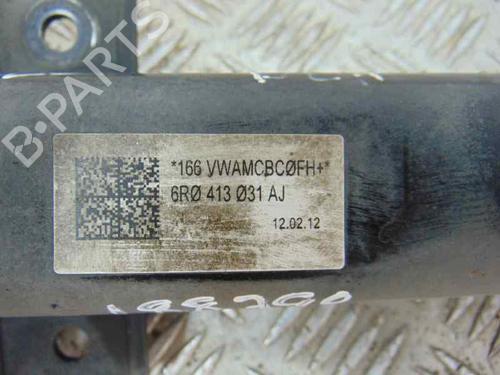 B-PARTS
*166 VWAMCBCØFH+*
6RØ 413 Ø31 AJ
12.02.12